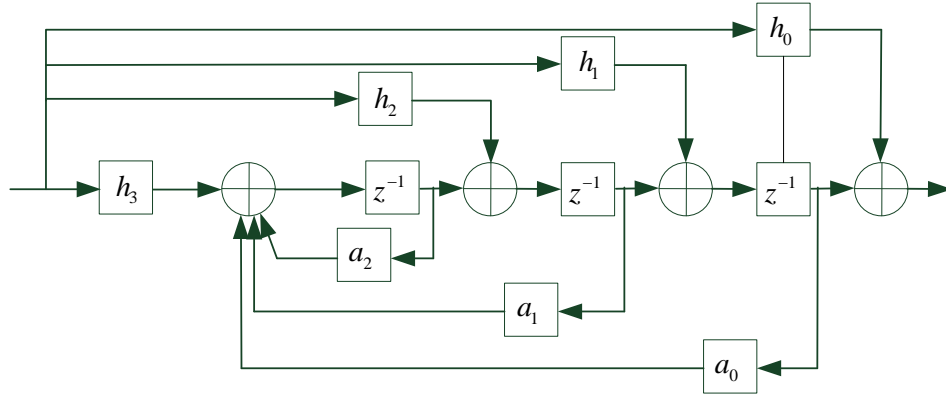 h₀
h₁
h₂
h₃
z⁻¹
z⁻¹
z⁻¹
a₂
a₁
a₀